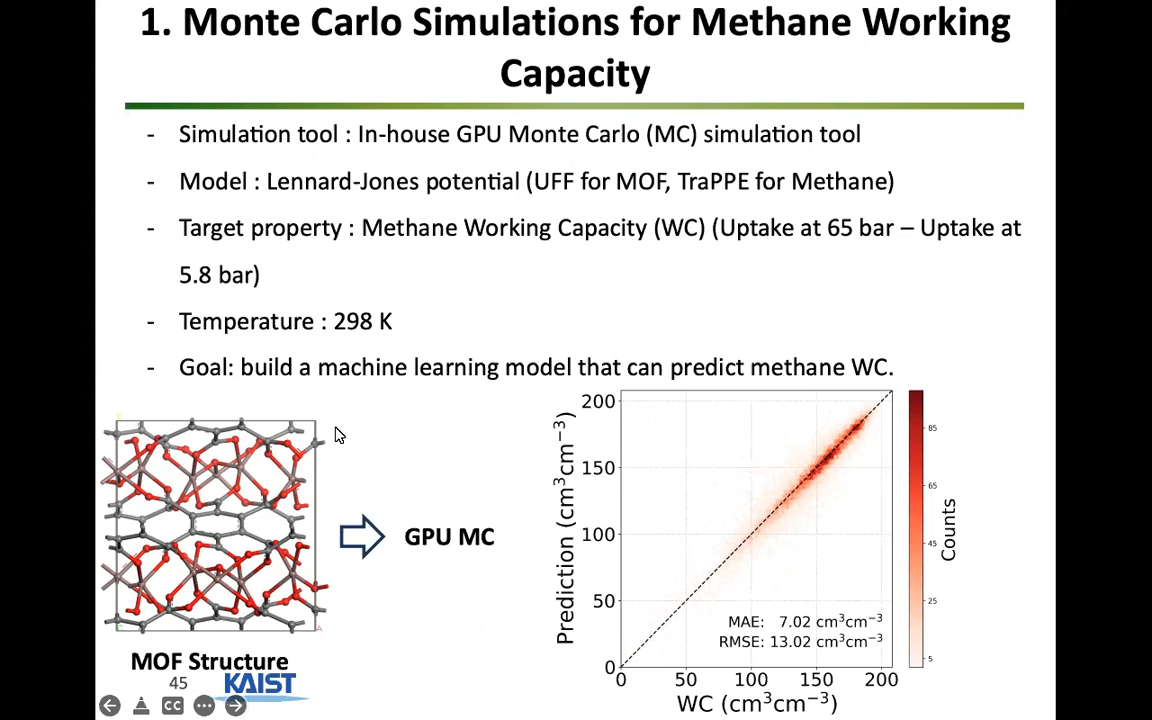 1. Monte Carlo Simulations for Methane Working
Capacity
- Simulation tool : In-house GPU Monte Carlo (MC) simulation tool
- Model : Lennard-Jones potential (UFF for MOF, TraPPE for Methane)
- Target property : Methane Working Capacity (WC) (Uptake at 65 bar – Uptake at
5.8 bar)
- Temperature : 298 K
- Goal: build a machine learning model that can predict methane WC.
GPU MC
MOF Structure
45
KAIST
CC
Prediction (cm³cm⁻³)
200
150
100
50
0
MAE: 7.02 cm³cm⁻³
RMSE: 13.02 cm³cm⁻³
0 50 100 150 200
WC (cm³cm⁻³)
85
65
45
25
5
Counts